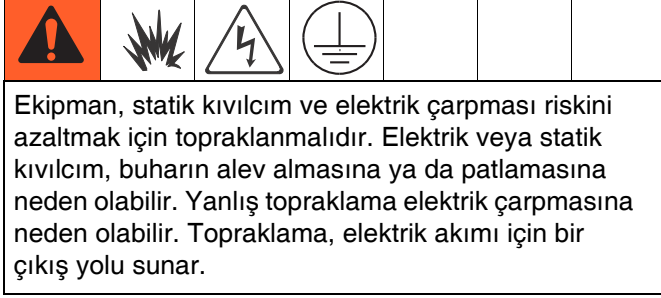 Ekipman, statik kıvılcım ve elektrik çarpması riskini
azaltmak için topraklanmalıdır. Elektrik veya statik
kıvılcım, buharın alev almasına ya da patlamasına
neden olabilir. Yanlış topraklama elektrik çarpmasına
neden olabilir. Topraklama, elektrik akımı için bir
çıkış yolu sunar.